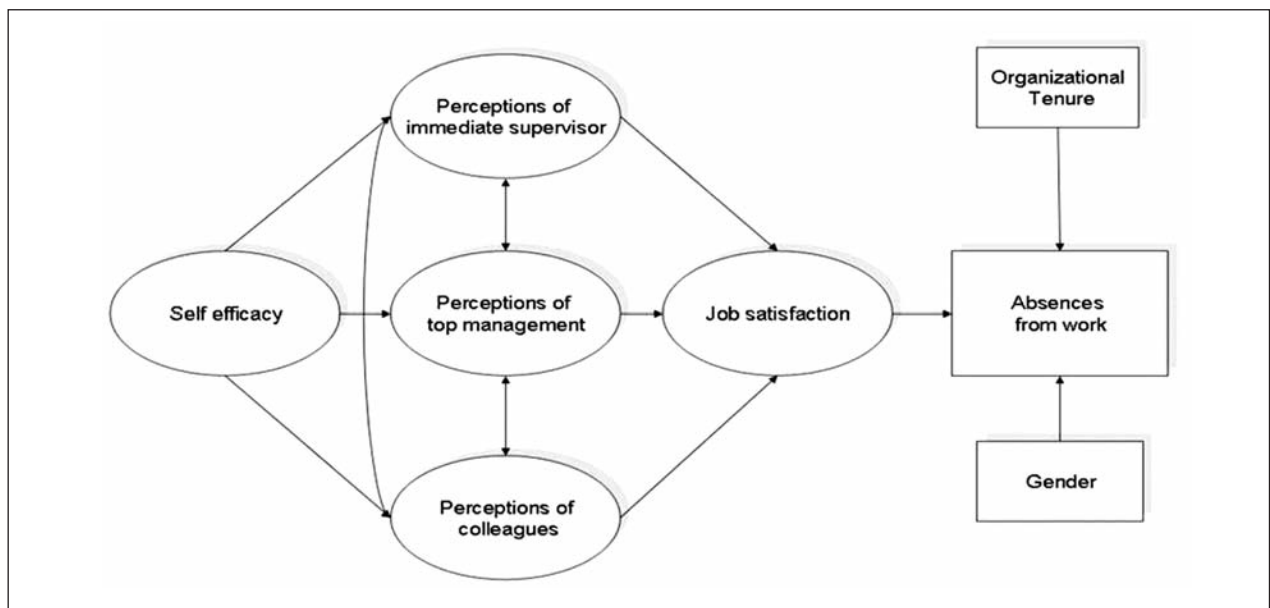 Perceptions of
immediate supervisor
Organizational
Tenure
Self efficacy
Perceptions of
top management
Job satisfaction
Absences
from work
Perceptions of
colleagues
Gender